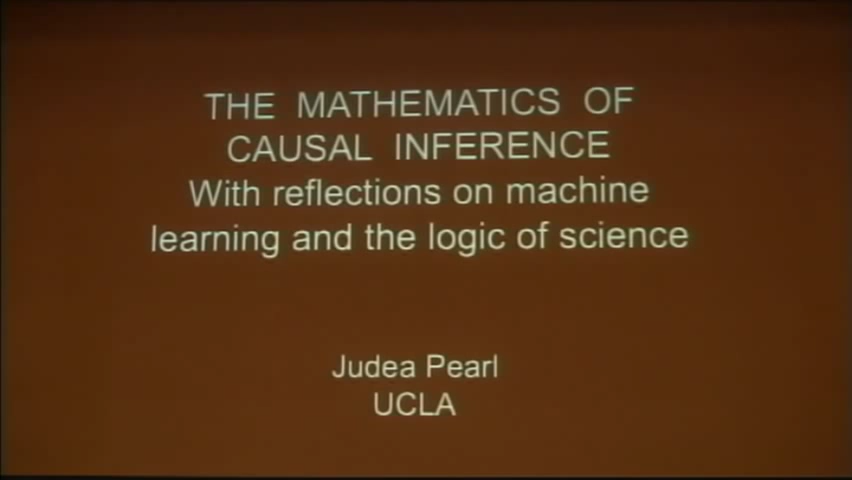 THE MATHEMATICS OF
CAUSAL INFERENCE
With reflections on machine
learning and the logic of science
Judea Pearl
UCLA